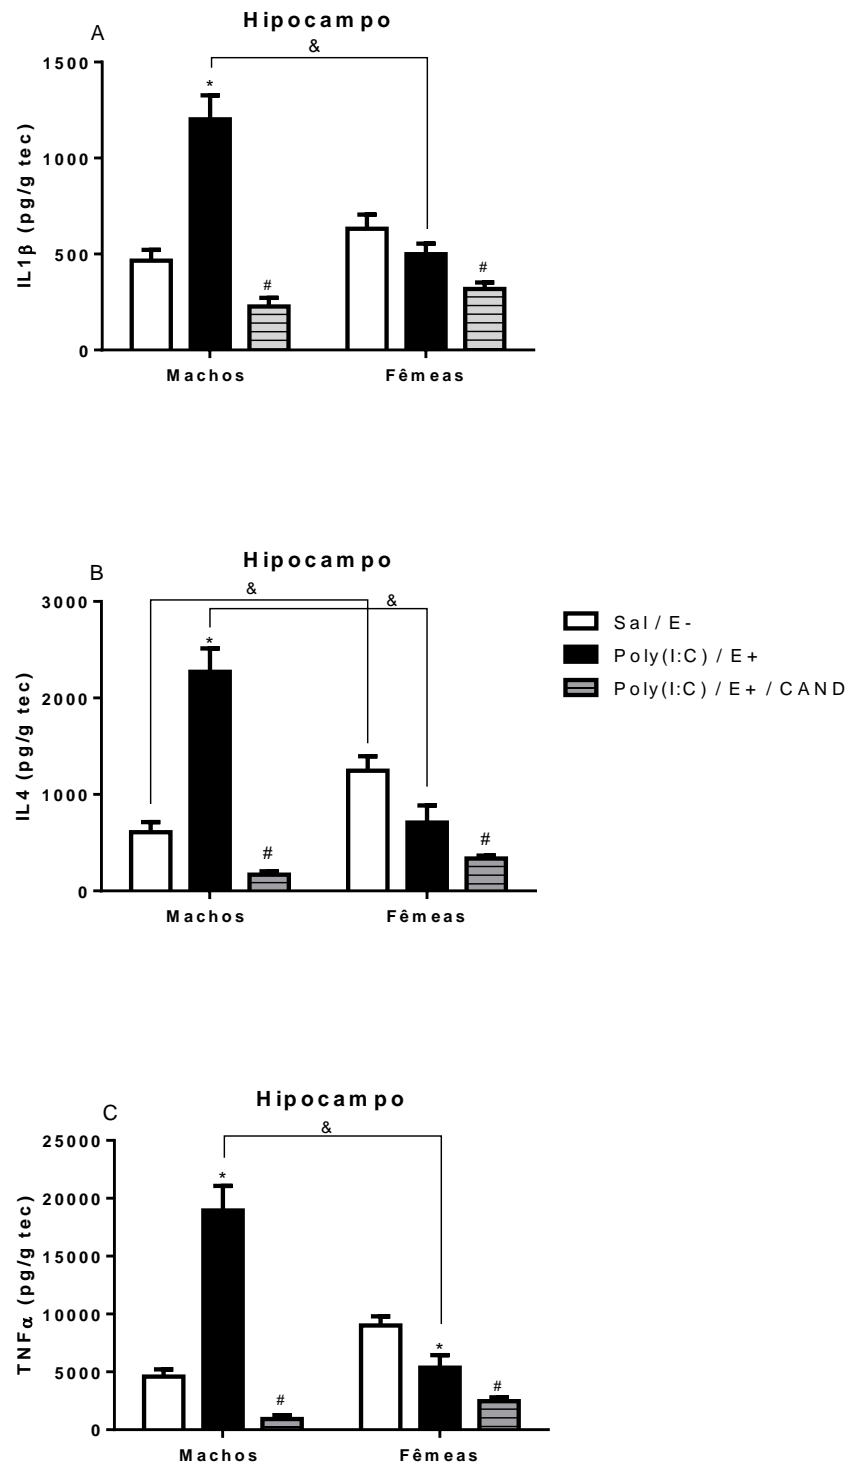 A
Hipocampo
&
1500
*
1000
IL1β (pg/g tec)
500
#
#
0
Machos
Fêmeas
B
Hipocampo
&
&
3000
*
2000
IL4 (pg/g tec)
1000
#
#
0
Machos
Fêmeas
Sal / E-
Poly(I:C) / E+
Poly(I:C) / E+ / CAND
C
Hipocampo
&
25000
*
20000
15000
TNFα (pg/g tec)
10000
*
5000
#
#
0
Machos
Fêmeas